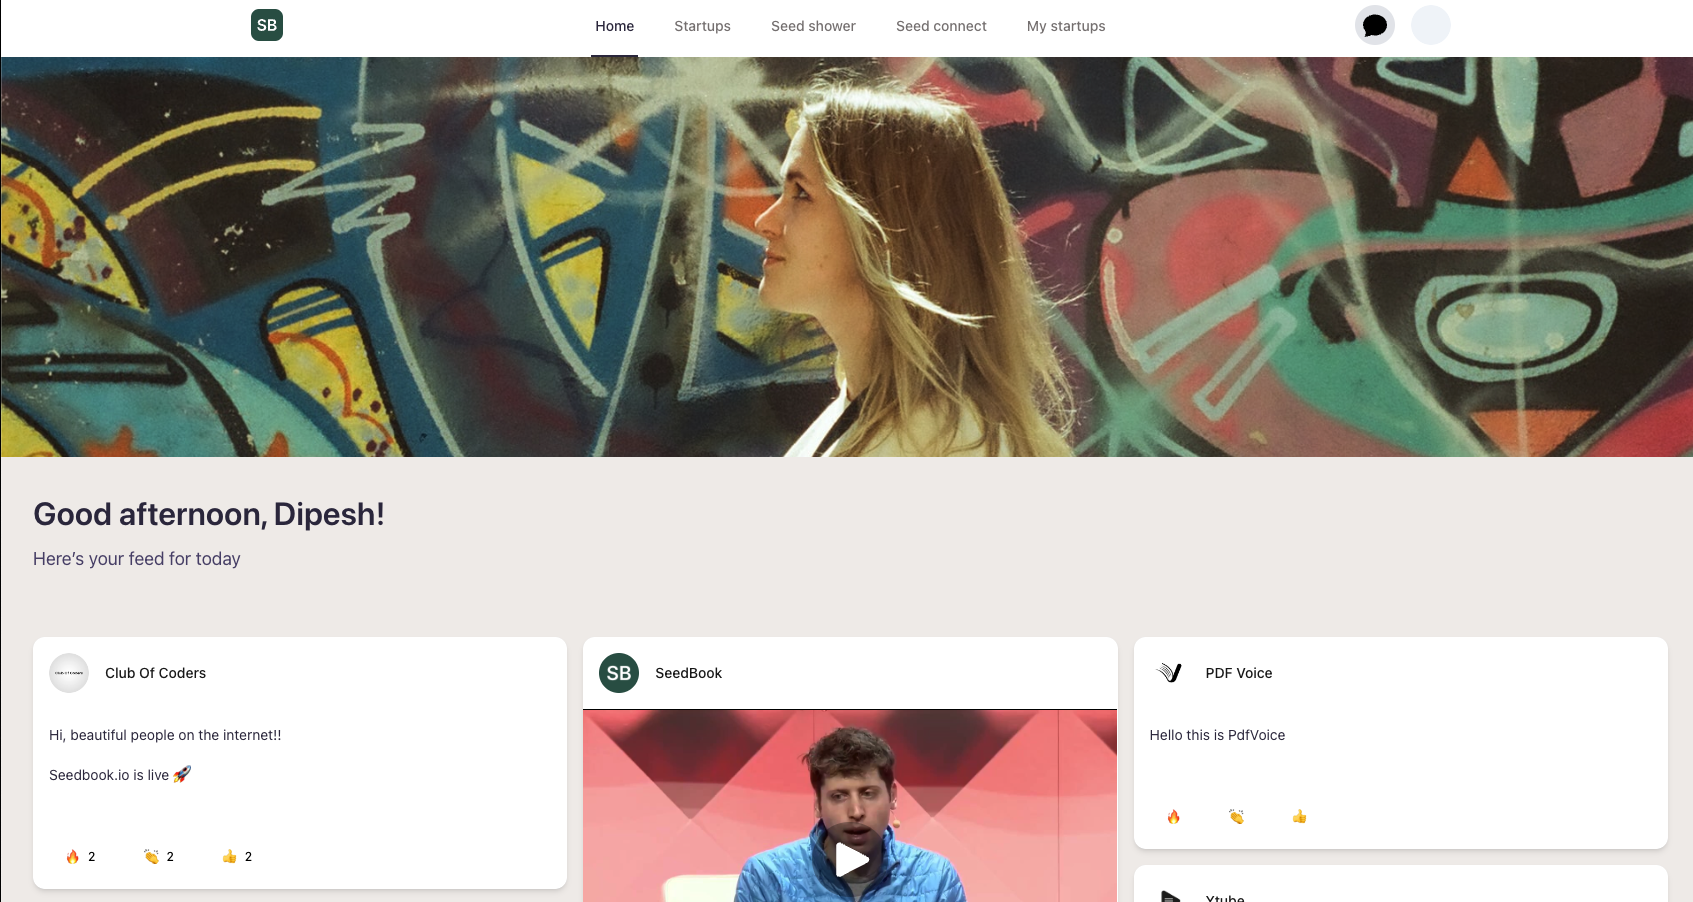 SB
Home
Startups
Seed shower
Seed connect
My startups
Good afternoon, Dipesh!
Here's your feed for today
Club Of Coders
Hi, beautiful people on the internet!!
Seedbook.io is live 🚀
🔥 2 👏 2 👍 2
SB
SeedBook
PDF Voice
Hello this is PdfVoice
🔥 👏 👍
Xtube